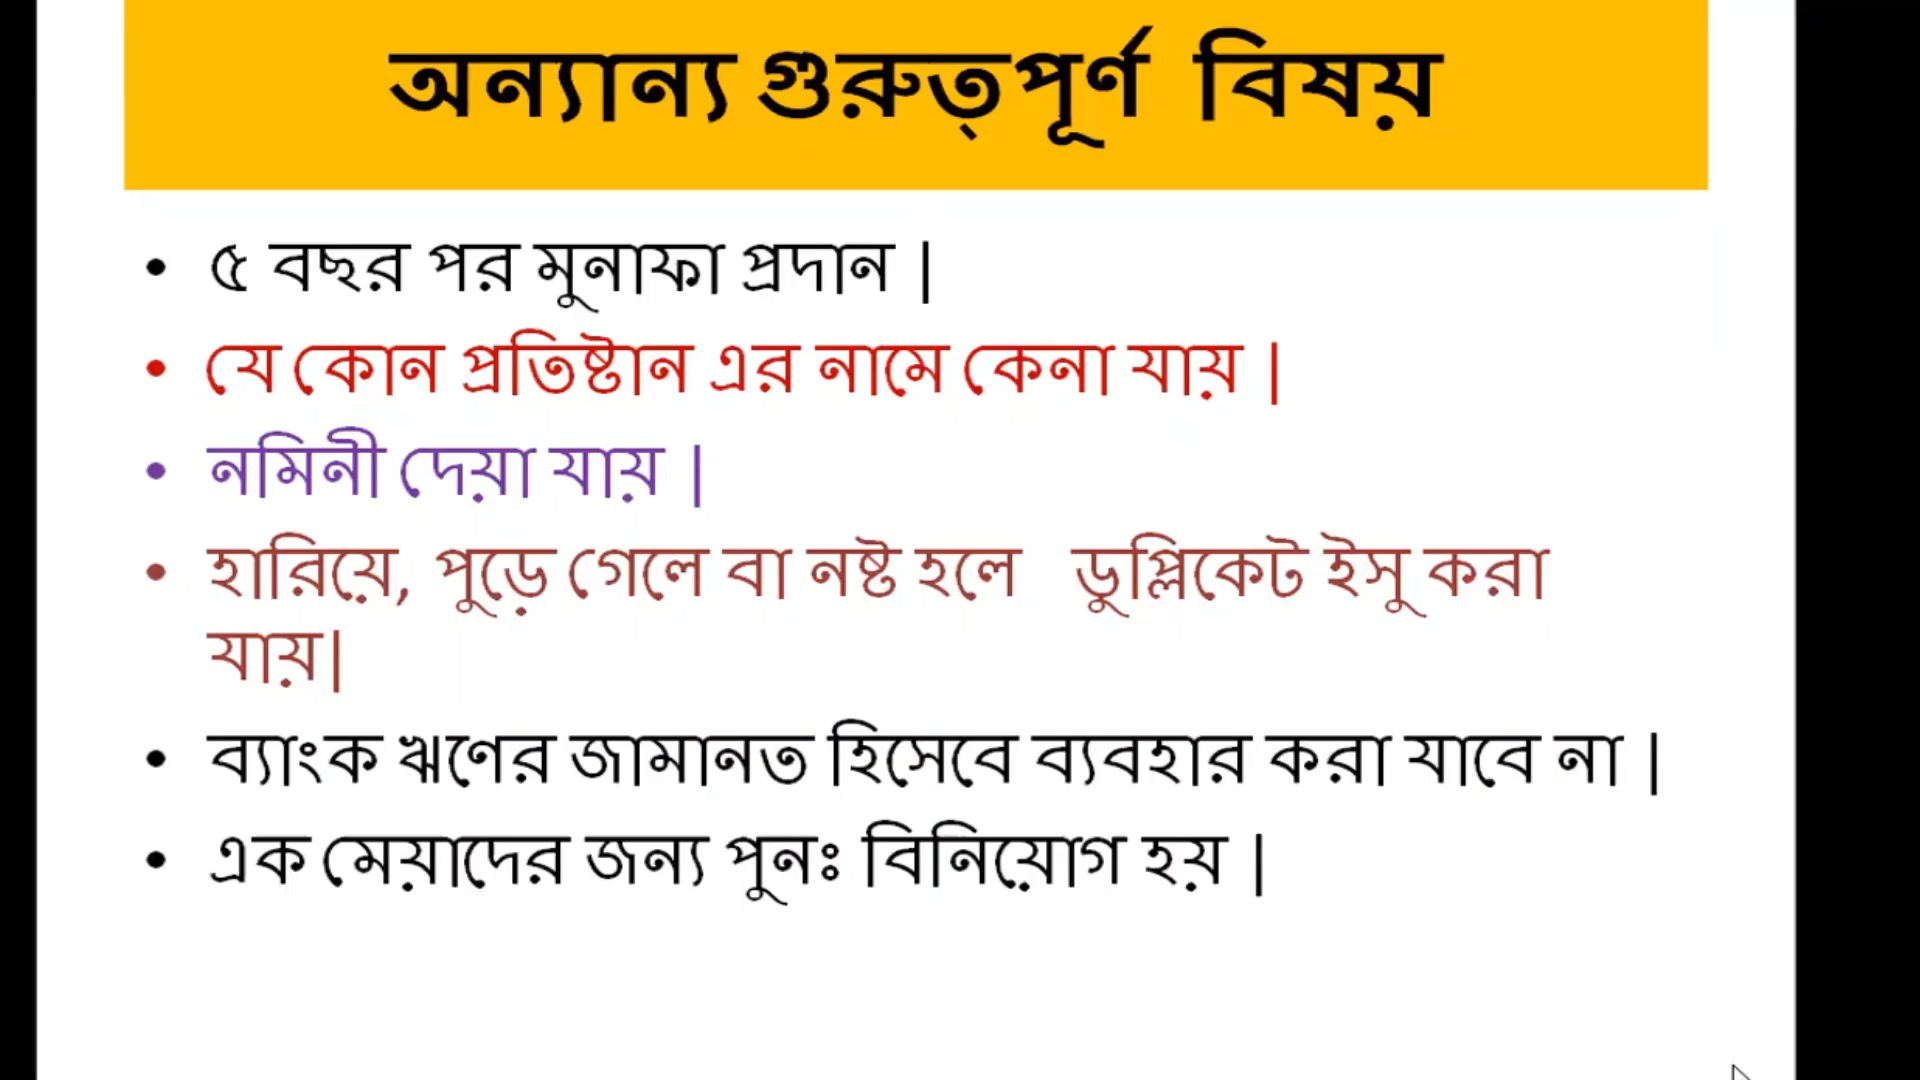 অন্যান্য গুরুত্পূর্ণ বিষয়
• ৫ বছর পর মুনাফা প্রদান |
• যে কোন প্রতিষ্টান এর নামে কেনা যায় |
• নমিনী দেয়া যায় |
• হারিয়ে, পুড়ে গেলে বা নষ্ট হলে ডুপ্লিকেট ইসু করা
যায়|
• ব্যাংক ঋণের জামানত হিসেবে ব্যবহার করা যাবে না |
• এক মেয়াদের জন্য পুনঃ বিনিয়োগ হয় |